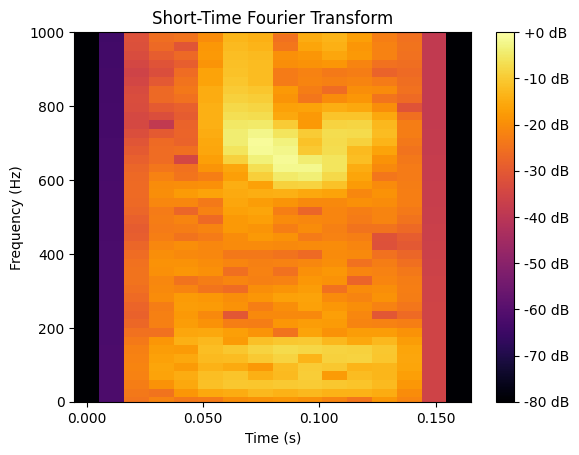 Short-Time Fourier Transform
1000
800
600
400
200
0
Frequency (Hz)
0.000
0.050
0.100
0.150
Time (s)
+0 dB
-10 dB
-20 dB
-30 dB
-40 dB
-50 dB
-60 dB
-70 dB
-80 dB